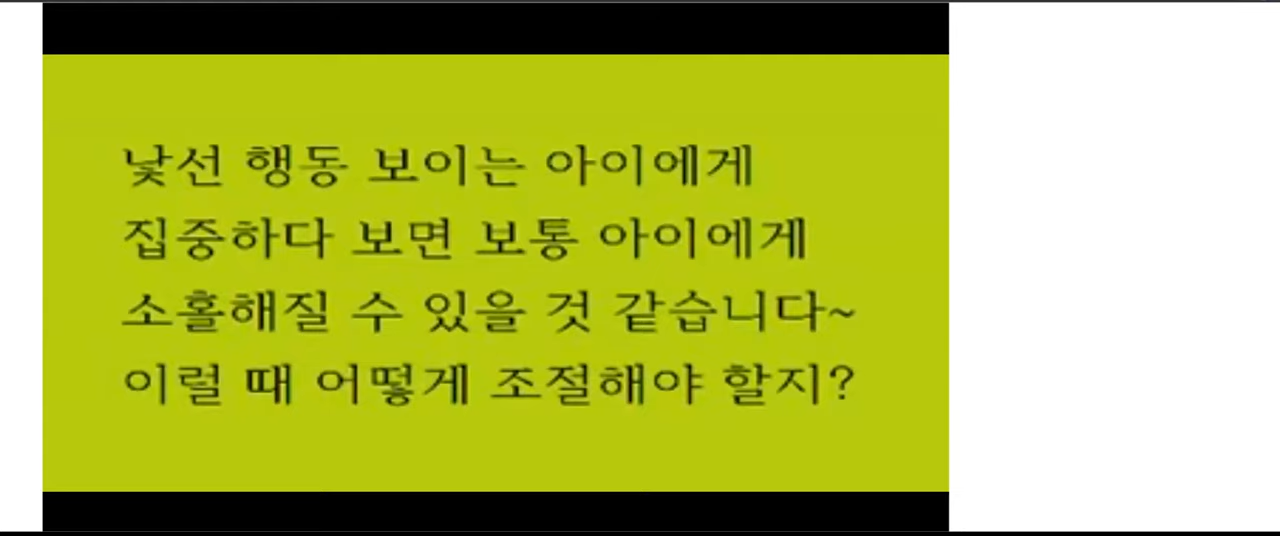 낯선 행동 보이는 아이에게
집중하다 보면 보통 아이에게
소홀해질 수 있을 것 같습니다~
이럴 때 어떻게 조절해야 할지?